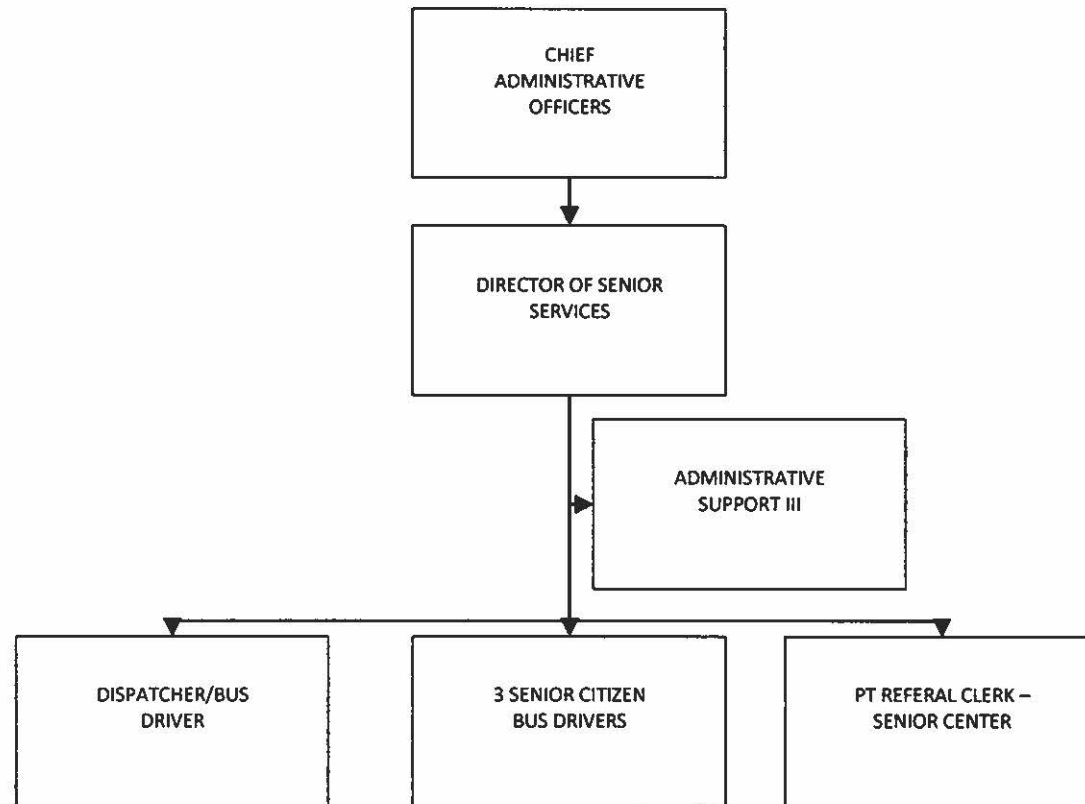 CHIEF
ADMINISTRATIVE
OFFICERS
DIRECTOR OF SENIOR
SERVICES
ADMINISTRATIVE
SUPPORT III
DISPATCHER/BUS
DRIVER
3 SENIOR CITIZEN
BUS DRIVERS
PT REFERAL CLERK –
SENIOR CENTER